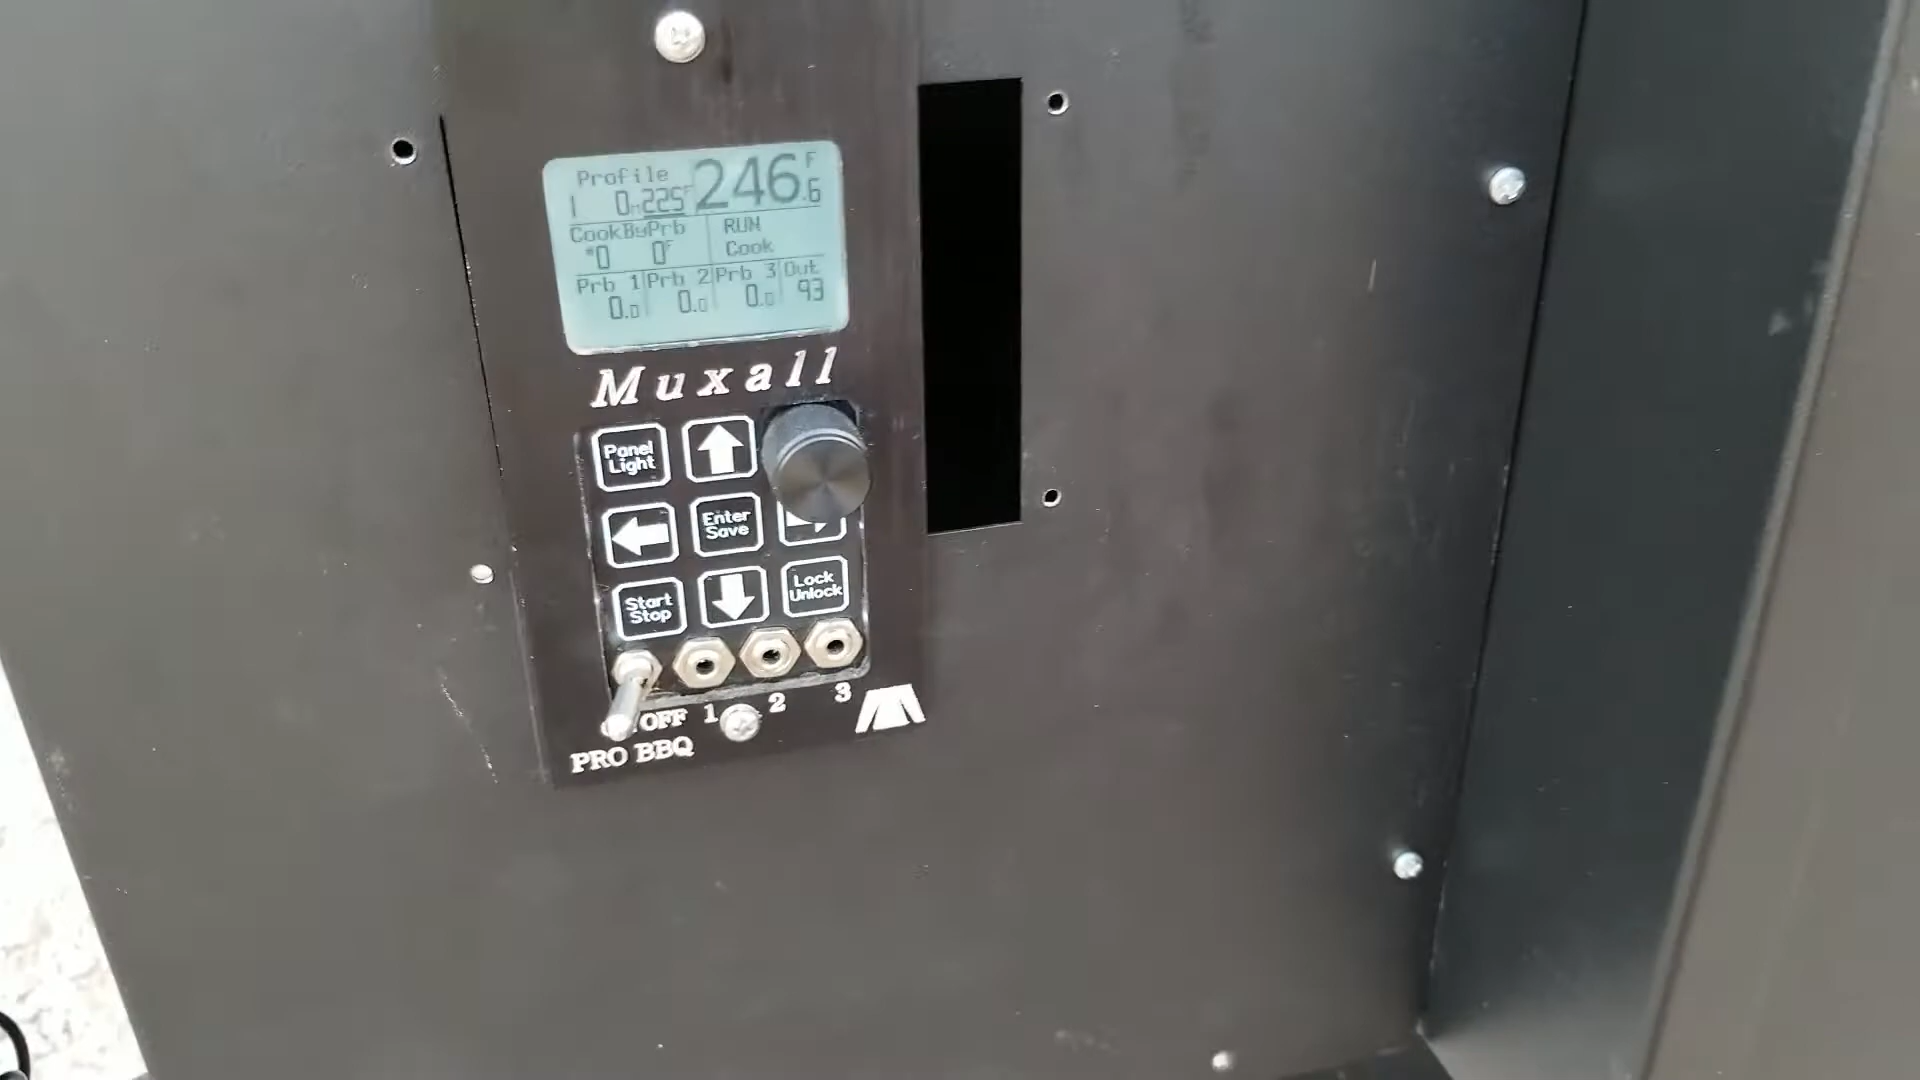 Profile 246.6 F
1 0M 225F
CookByPrb RUN
*0 0F Cook
Prb 1 Prb 2 Prb 3 Out
0.0 0.0 0.0 93
Muxall
Panel
Light
Enter
Save
Start
Stop
Lock
Unlock
OFF 1 2 3
PRO BBQ